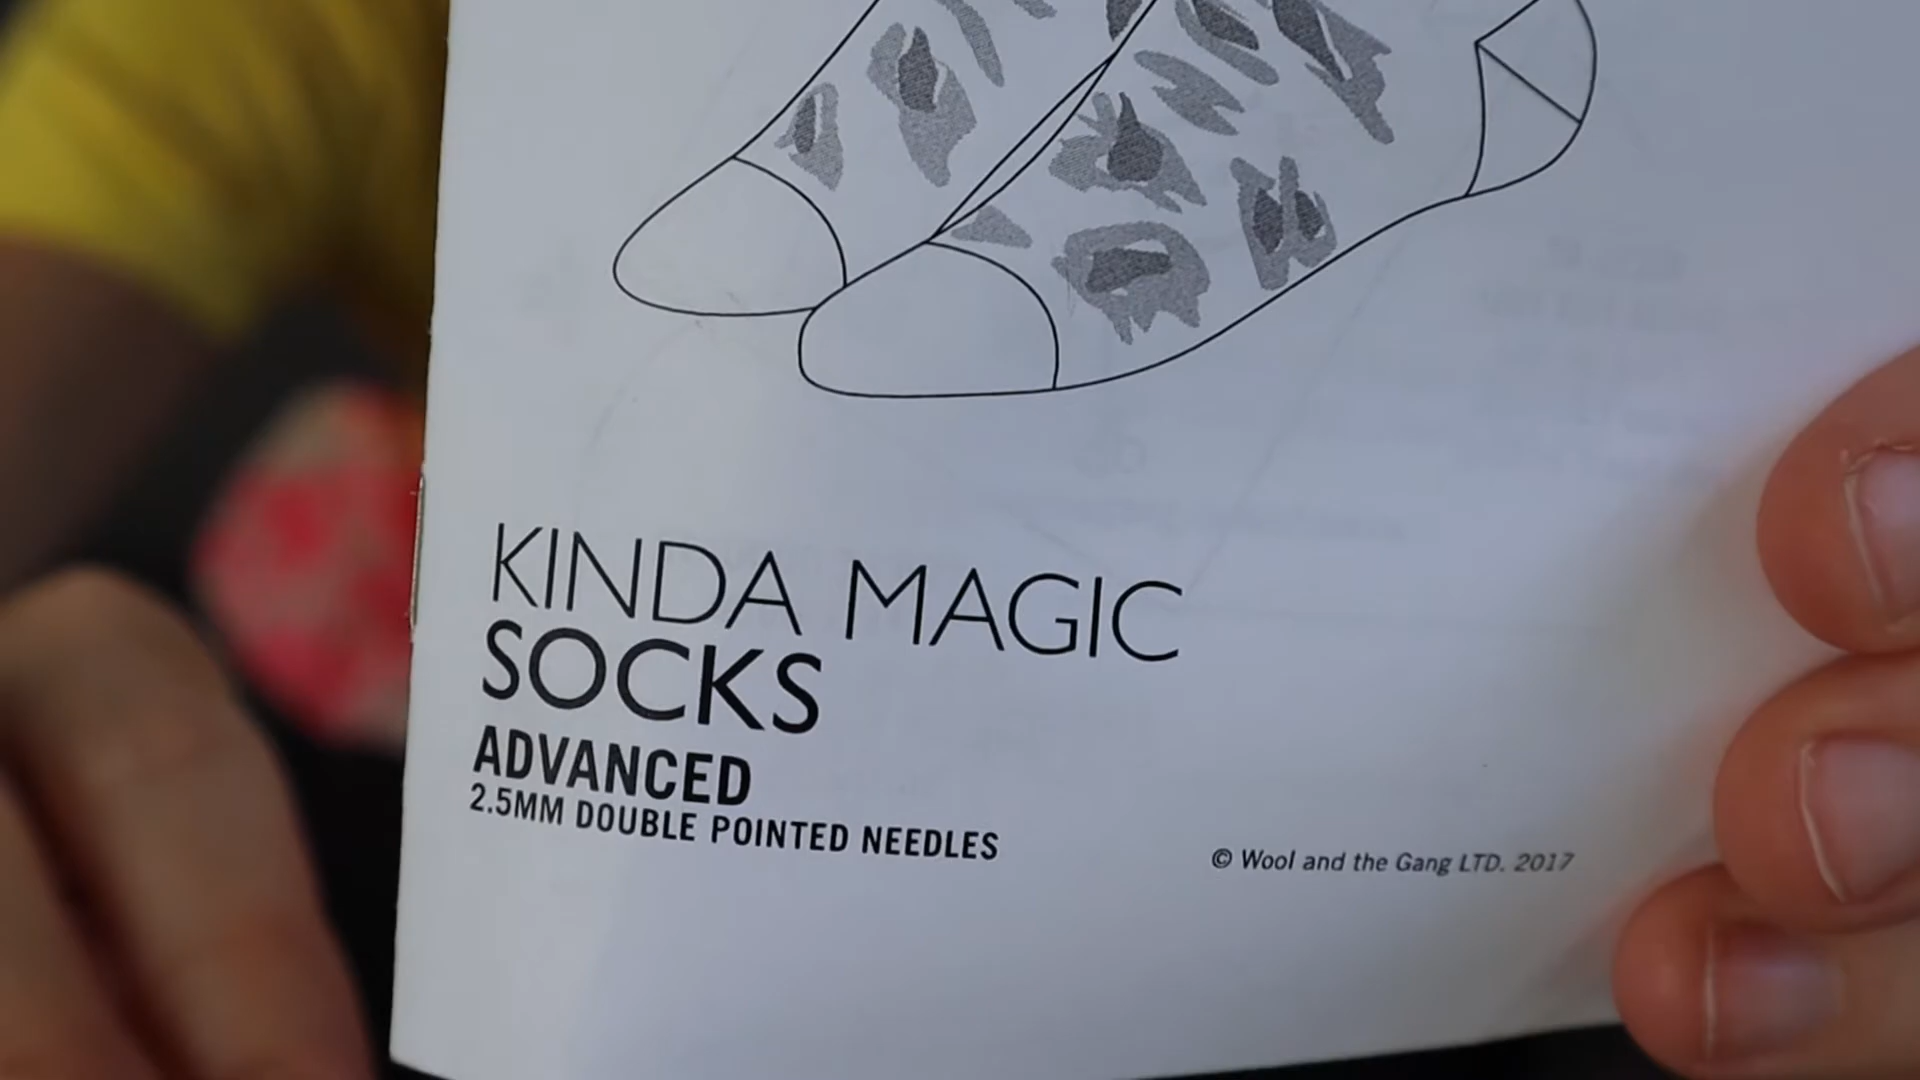 KINDA MAGIC
SOCKS
ADVANCED
2.5MM DOUBLE POINTED NEEDLES
© Wool and the Gang LTD. 2017